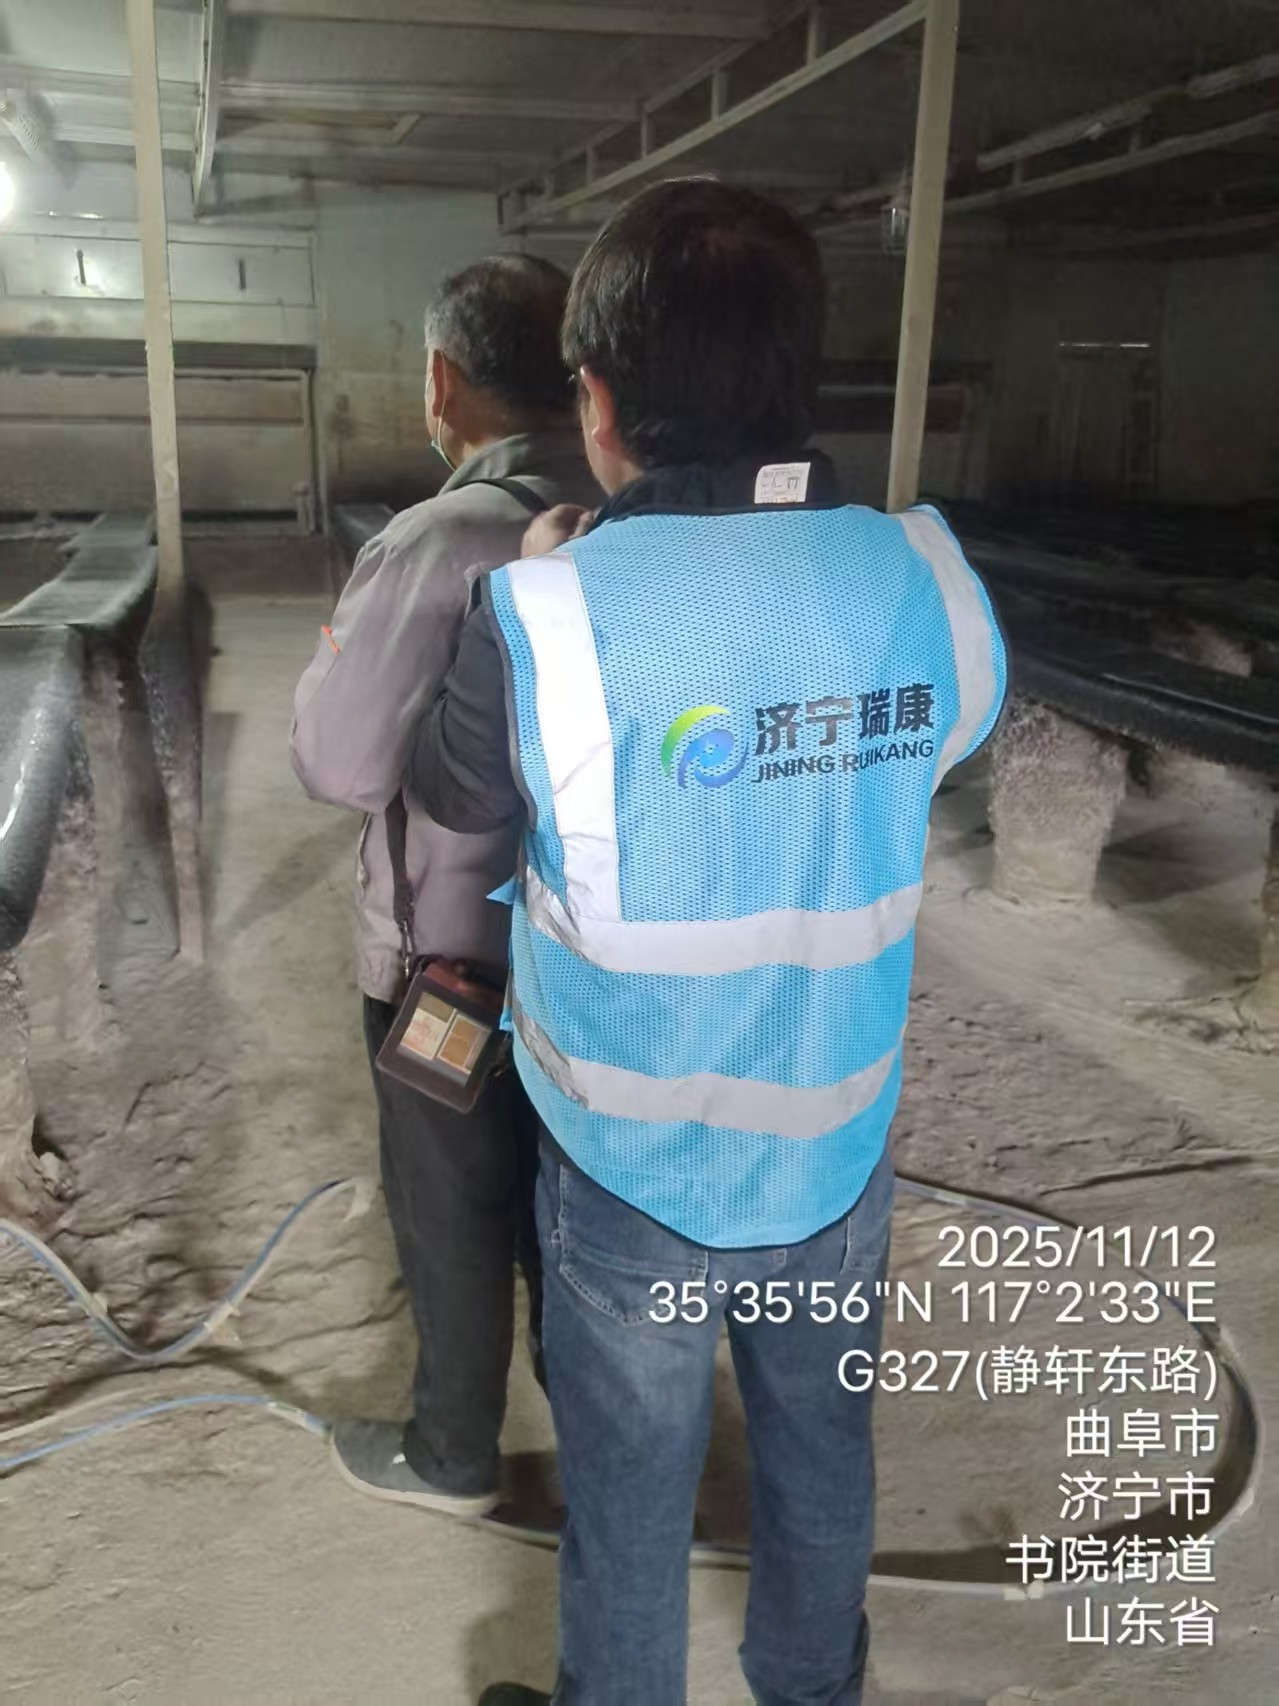 济宁瑞康
JINING RUIKANG
2025/11/12
35°35'56"N 117°2'33"E
G327(静轩东路)
曲阜市
济宁市
书院街道
山东省